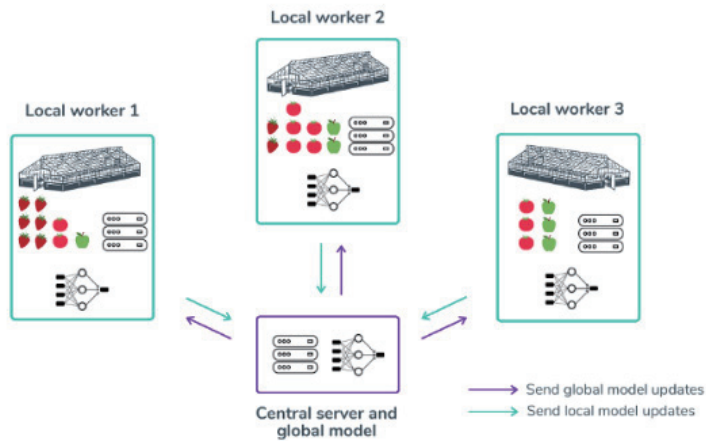 Local worker 2
Local worker 1
Local worker 3
Central server and
global model
Send global model updates
Send local model updates